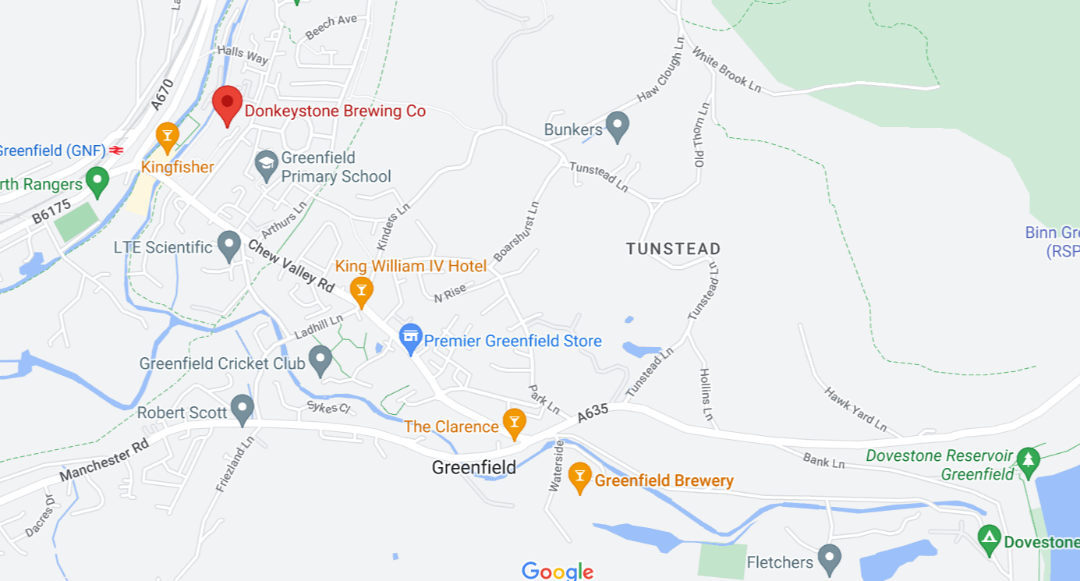 Beech Ave
La
Halls Way
A670
White Brook Ln
Haw Clough Ln
Donkeystone Brewing Co
Bunkers
Old Thorn Ln
Greenfield (GNF)
Kingfisher
Greenfield
Primary School
Tunstead Ln
rth Rangers
B6175
Arthurs Ln
Kindets Ln
Boarshurst Ln
LTE Scientific
Chew Valley Rd
TUNSTEAD
Binn Gre
(RSP
King William IV Hotel
N Rise
Tunstead Ln
Ladhill Ln
Premier Greenfield Store
Greenfield Cricket Club
Tunstead Ln
Hollins Ln
Hawk Yard Ln
Park Ln
Robert Scott
Sykes Cl
A635
The Clarence
Manchester Rd
Friezland Ln
Greenfield
Waterside
Bank Ln
Dovestone Reservoir
Greenfield
Greenfield Brewery
Dacres Dr
Dovestone
Fletchers
Google